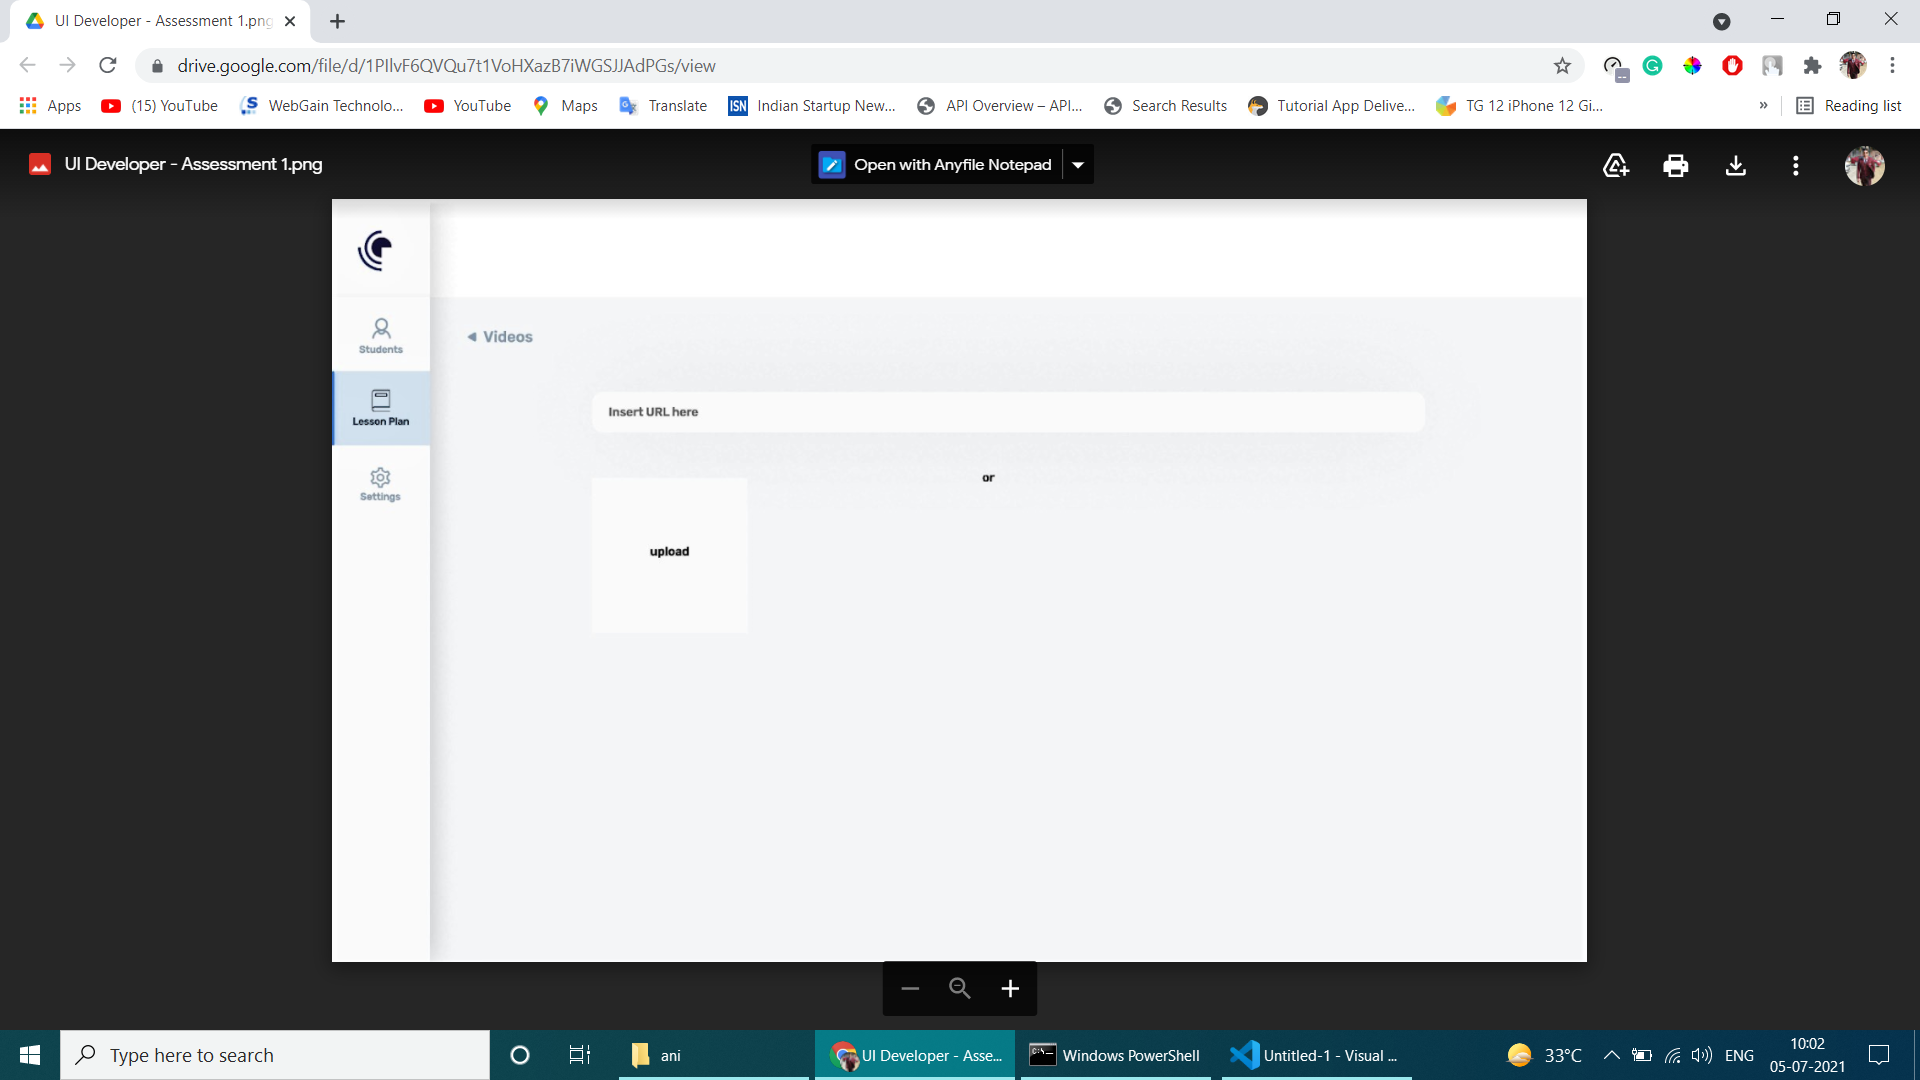 UI Developer - Assessment 1.png
drive.google.com/file/d/1PIlvF6QVQu7t1VoHXazB7iWGSJJAdPGs/view
Apps
(15) YouTube
WebGain Technolo...
YouTube
Maps
Translate
ISN
Indian Startup New...
API Overview – API...
Search Results
Tutorial App Delive...
TG 12 iPhone 12 Gi...
»
Reading list
UI Developer - Assessment 1.png
Open with Anyfile Notepad
Students
Lesson Plan
Settings
Videos
Insert URL here
or
upload
Type here to search
ani
UI Developer - Asse...
Windows PowerShell
Untitled-1 - Visual ...
33°C
ENG
10:02
05-07-2021